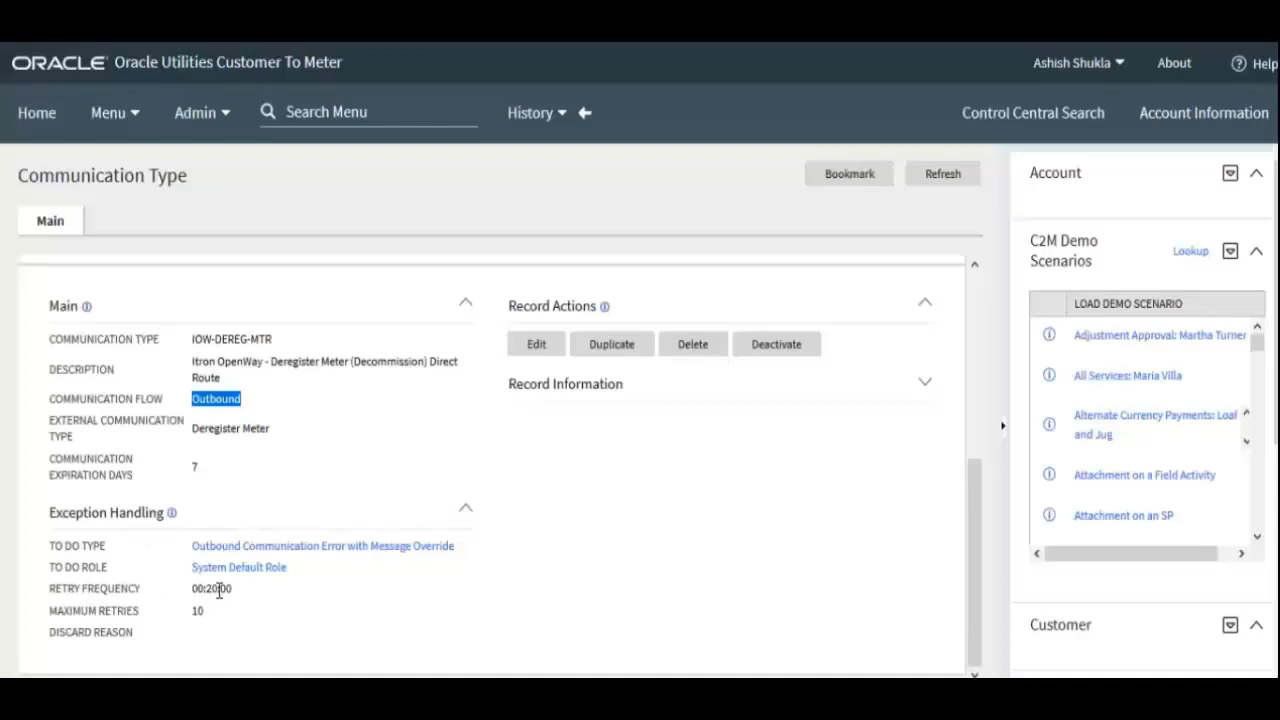 ORACLE Oracle Utilities Customer To Meter
Ashish Shukla
About
Help
Home
Menu
Admin
Search Menu
History
Control Central Search
Account Information
Communication Type
Bookmark
Refresh
Main
Main
COMMUNICATION TYPE IOW-DEREG-MTR
DESCRIPTION Itron OpenWay - Deregister Meter (Decommission) Direct
Route
COMMUNICATION FLOW Outbound
EXTERNAL COMMUNICATION
TYPE Deregister Meter
COMMUNICATION
EXPIRATION DAYS 7
Exception Handling
TO DO TYPE Outbound Communication Error with Message Override
TO DO ROLE System Default Role
RETRY FREQUENCY 00:20:00
MAXIMUM RETRIES 10
DISCARD REASON
Record Actions
Edit
Duplicate
Delete
Deactivate
Record Information
Account
C2M Demo
Scenarios
Lookup
LOAD DEMO SCENARIO
Adjustment Approval: Martha Turner
All Services: Maria Villa
Alternate Currency Payments: Loaf
and Jug
Attachment on a Field Activity
Attachment on an SP
Customer